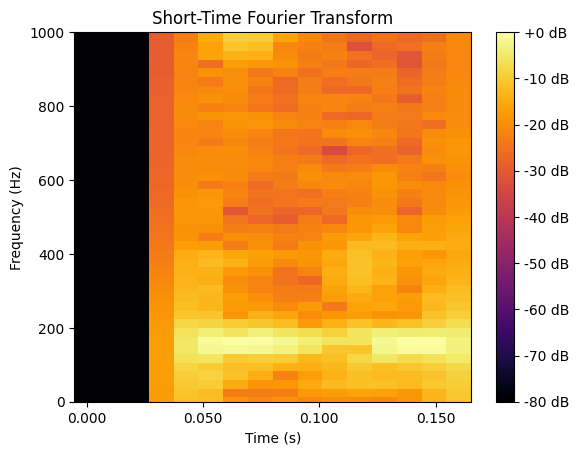 Short-Time Fourier Transform
1000
800
600
400
200
0
Frequency (Hz)
0.000
0.050
0.100
0.150
Time (s)
+0 dB
-10 dB
-20 dB
-30 dB
-40 dB
-50 dB
-60 dB
-70 dB
-80 dB